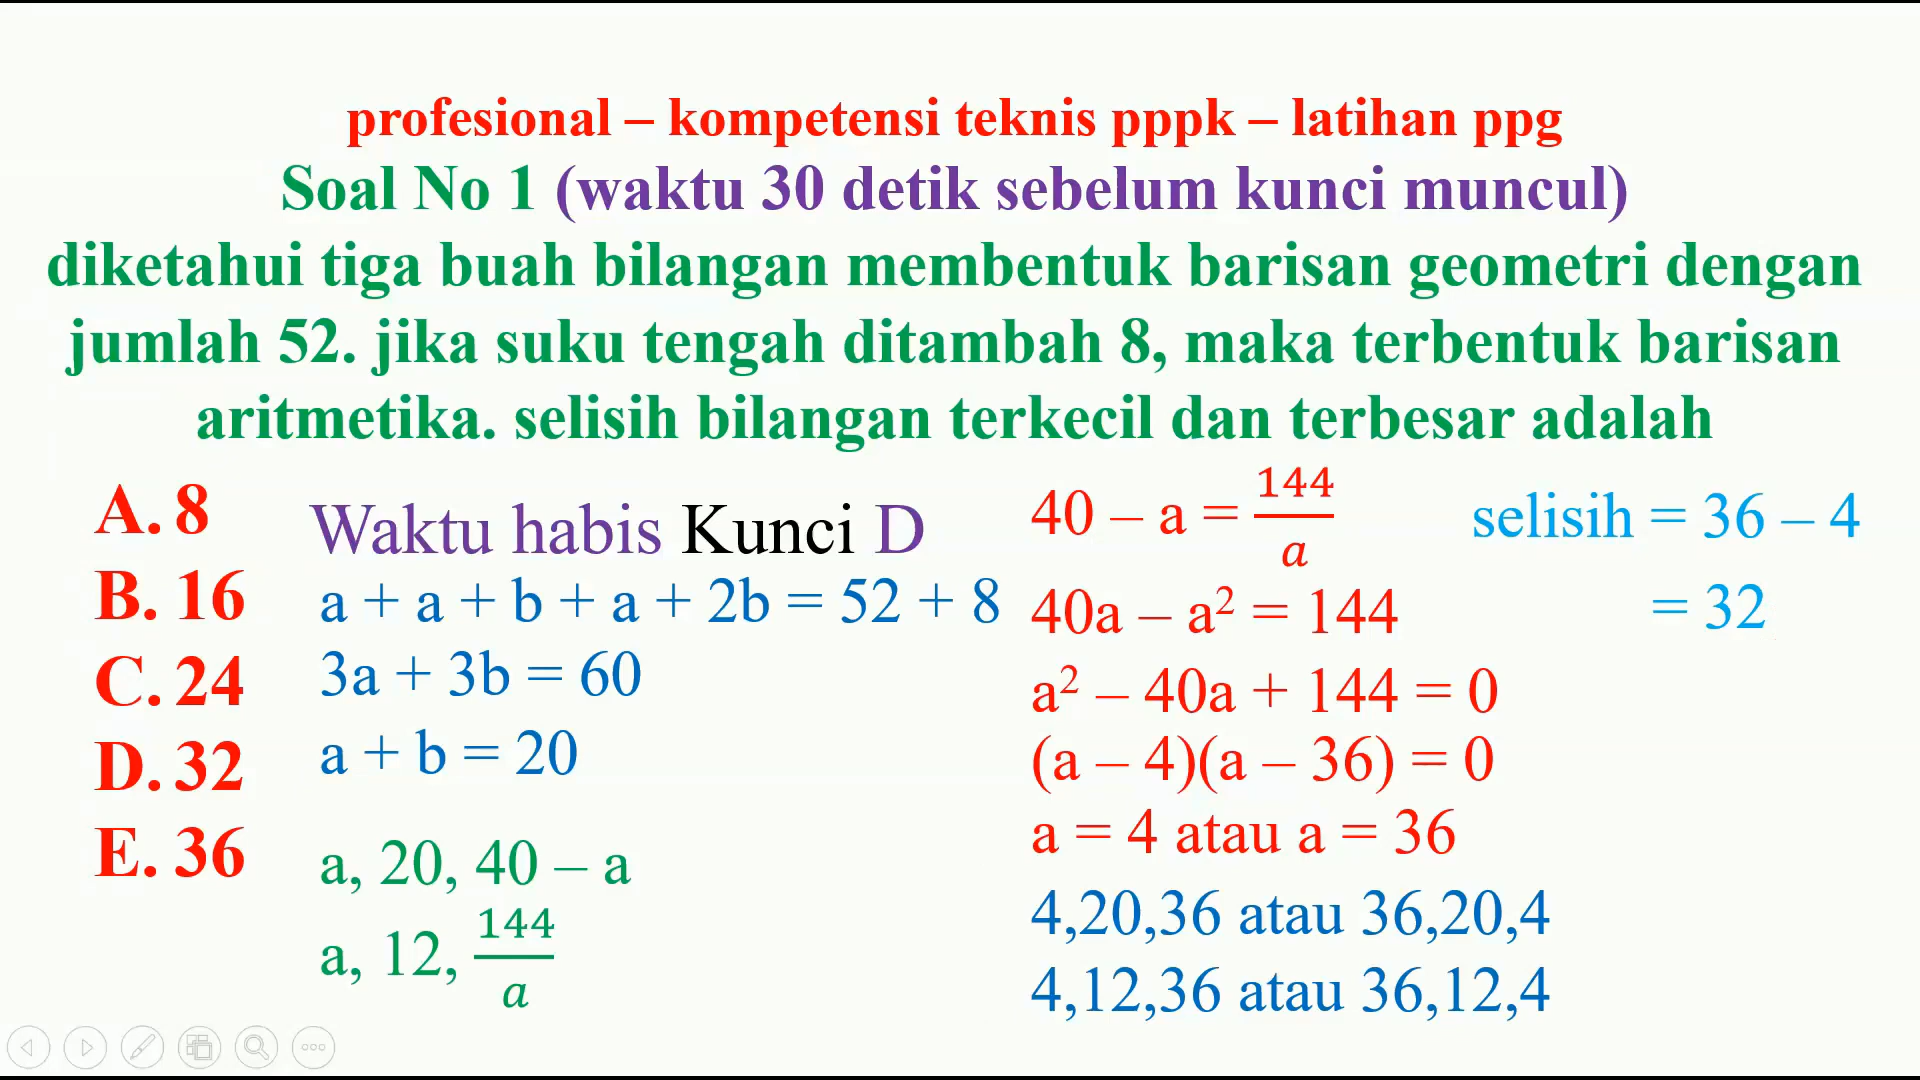 profesional – kompetensi teknis pppk – latihan ppg
Soal No 1 (waktu 30 detik sebelum kunci muncul)
diketahui tiga buah bilangan membentuk barisan geometri dengan
jumlah 52. jika suku tengah ditambah 8, maka terbentuk barisan
aritmetika. selisih bilangan terkecil dan terbesar adalah
A. 8
B. 16
C. 24
D. 32
E. 36
Waktu habis Kunci D
a + a + b + a + 2b = 52 + 8
3a + 3b = 60
a + b = 20
a, 20, 40 – a
a, 12, 144/a
40 – a = 144/a
40a – a² = 144
a² – 40a + 144 = 0
(a – 4)(a – 36) = 0
a = 4 atau a = 36
4,20,36 atau 36,20,4
4,12,36 atau 36,12,4
selisih = 36 – 4
= 32